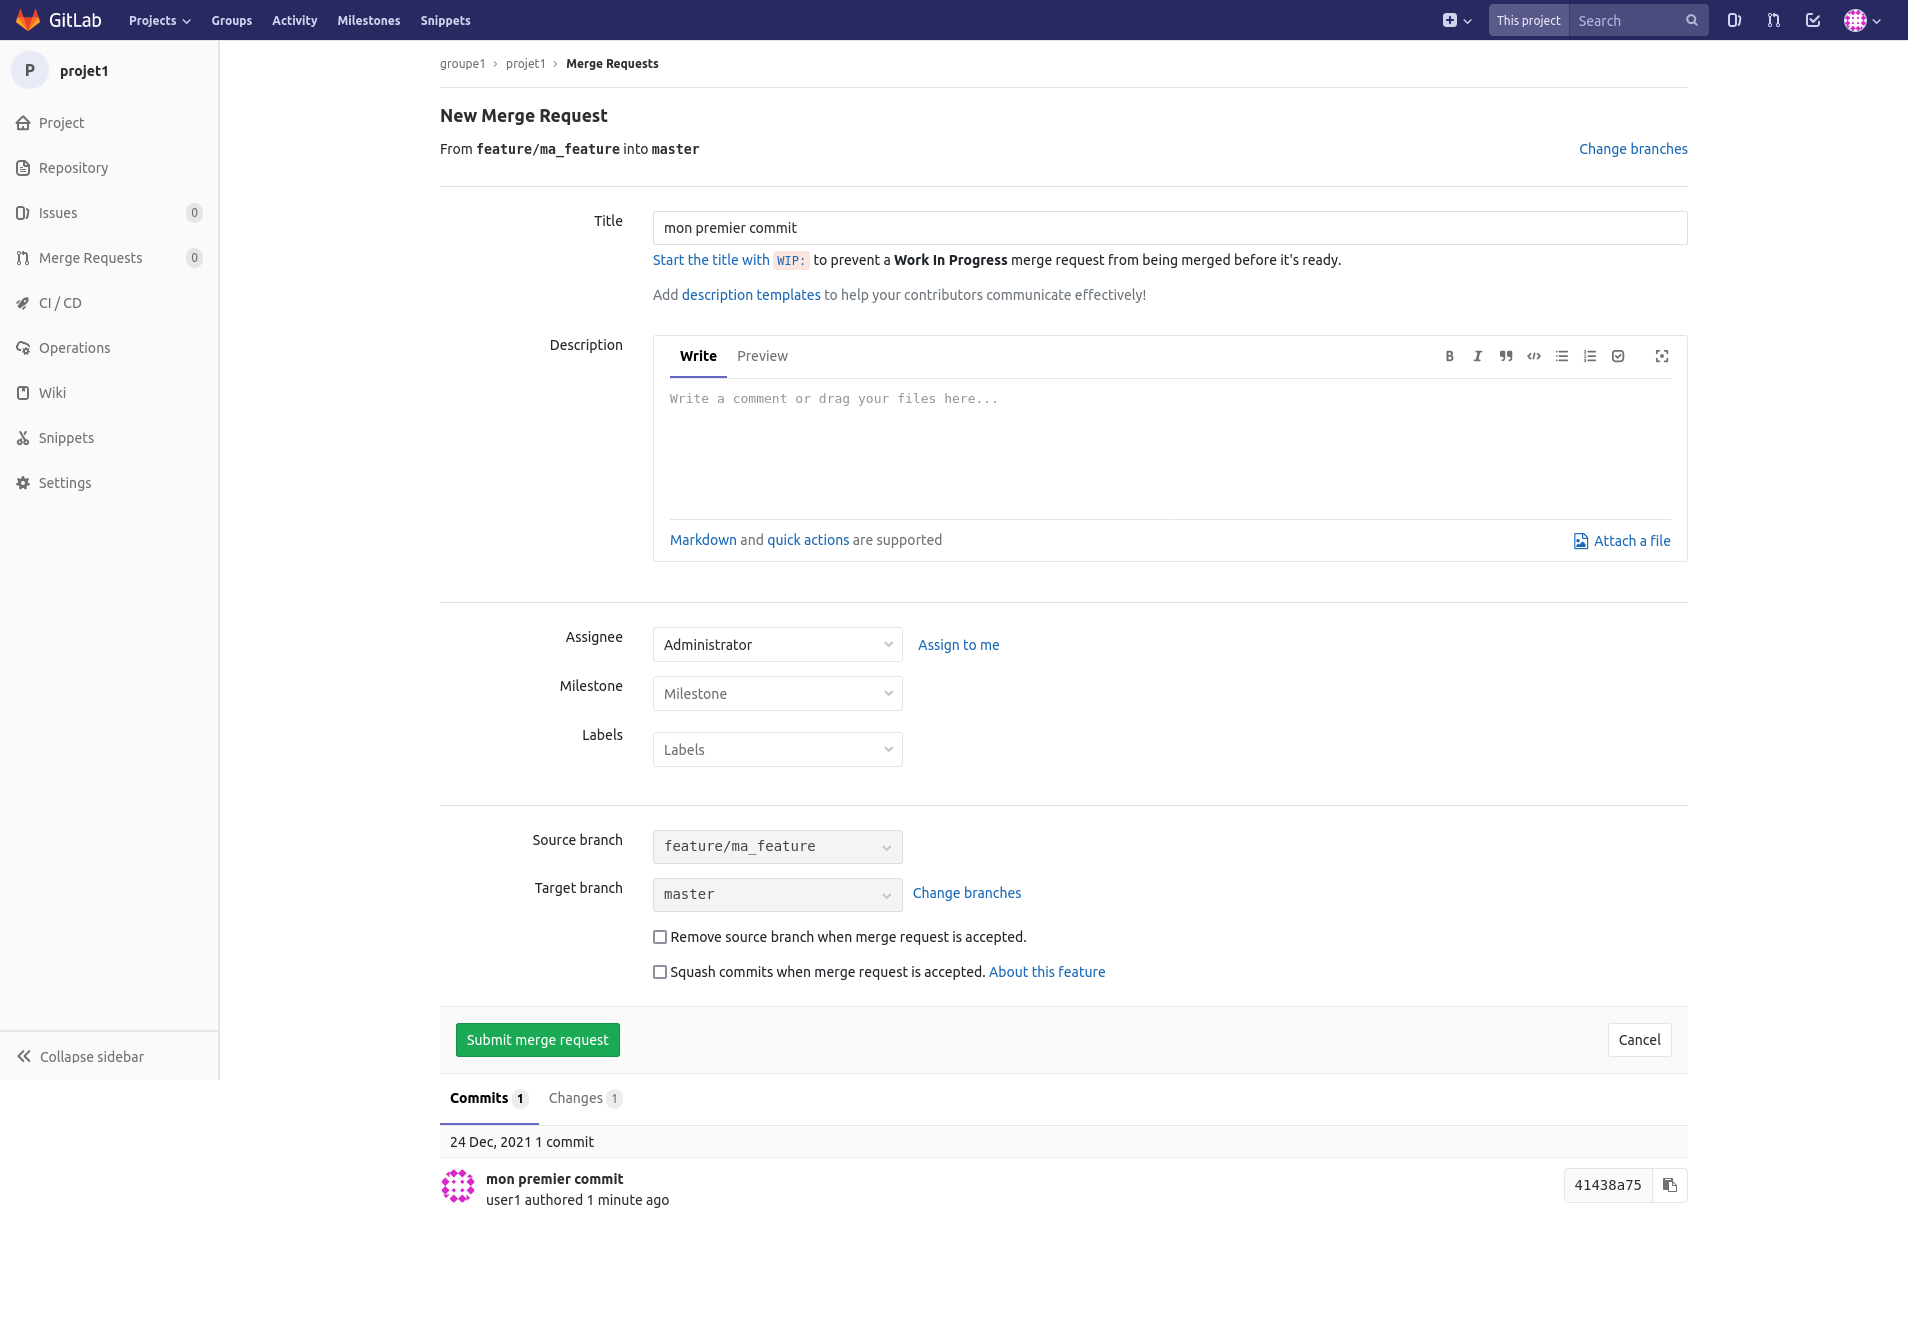 GitLab Projects Groups Activity Milestones Snippets This project Search
P projet1
Project
Repository
Issues 0
Merge Requests 0
CI / CD
Operations
Wiki
Snippets
Settings
Collapse sidebar
groupe1 › projet1 › Merge Requests
New Merge Request
From feature/ma_feature into master Change branches
Title mon premier commit
Start the title with WIP: to prevent a Work In Progress merge request from being merged before it's ready.
Add description templates to help your contributors communicate effectively!
Description Write Preview
Write a comment or drag your files here...
Markdown and quick actions are supported Attach a file
Assignee Administrator Assign to me
Milestone Milestone
Labels Labels
Source branch feature/ma_feature
Target branch master Change branches
Remove source branch when merge request is accepted.
Squash commits when merge request is accepted. About this feature
Submit merge request Cancel
Commits 1 Changes 1
24 Dec, 2021 1 commit
mon premier commit
user1 authored 1 minute ago
41438a75